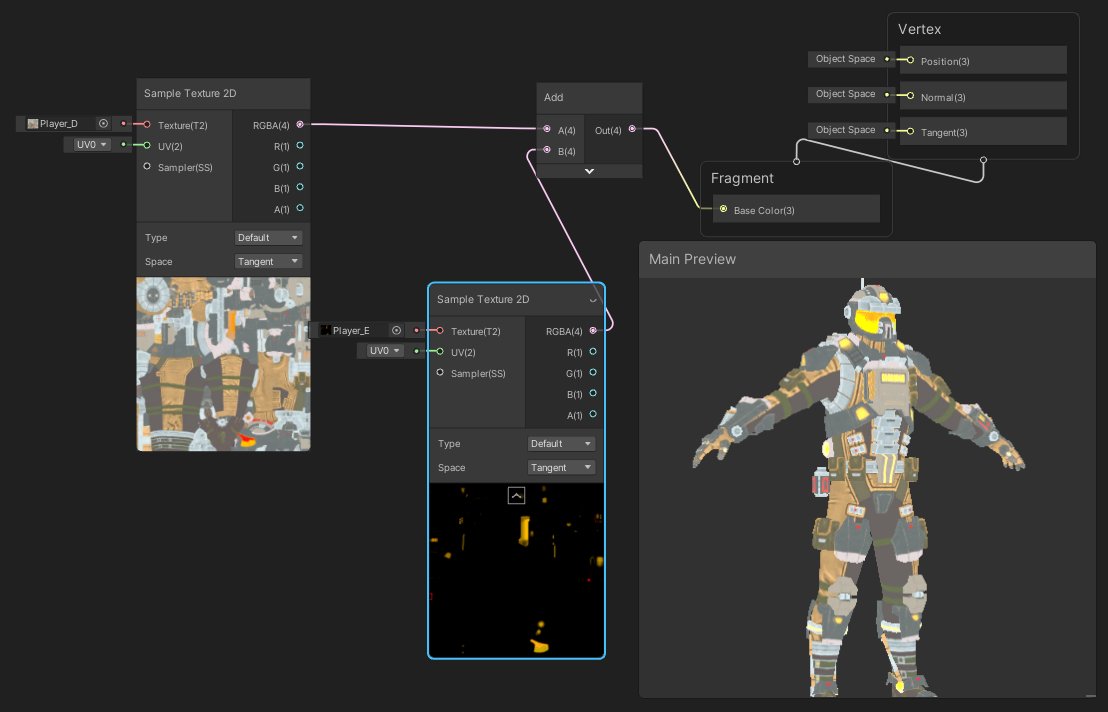 Vertex
Object Space
Position(3)
Object Space
Normal(3)
Object Space
Tangent(3)
Sample Texture 2D
Player_D
Texture(T2)
RGBA(4)
UV0
UV(2)
R(1)
Sampler(SS)
G(1)
B(1)
A(1)
Type
Default
Space
Tangent
Add
A(4)
Out(4)
B(4)
Fragment
Base Color(3)
Sample Texture 2D
Player_E
Texture(T2)
RGBA(4)
UV0
UV(2)
R(1)
Sampler(SS)
G(1)
B(1)
A(1)
Type
Default
Space
Tangent
Main Preview